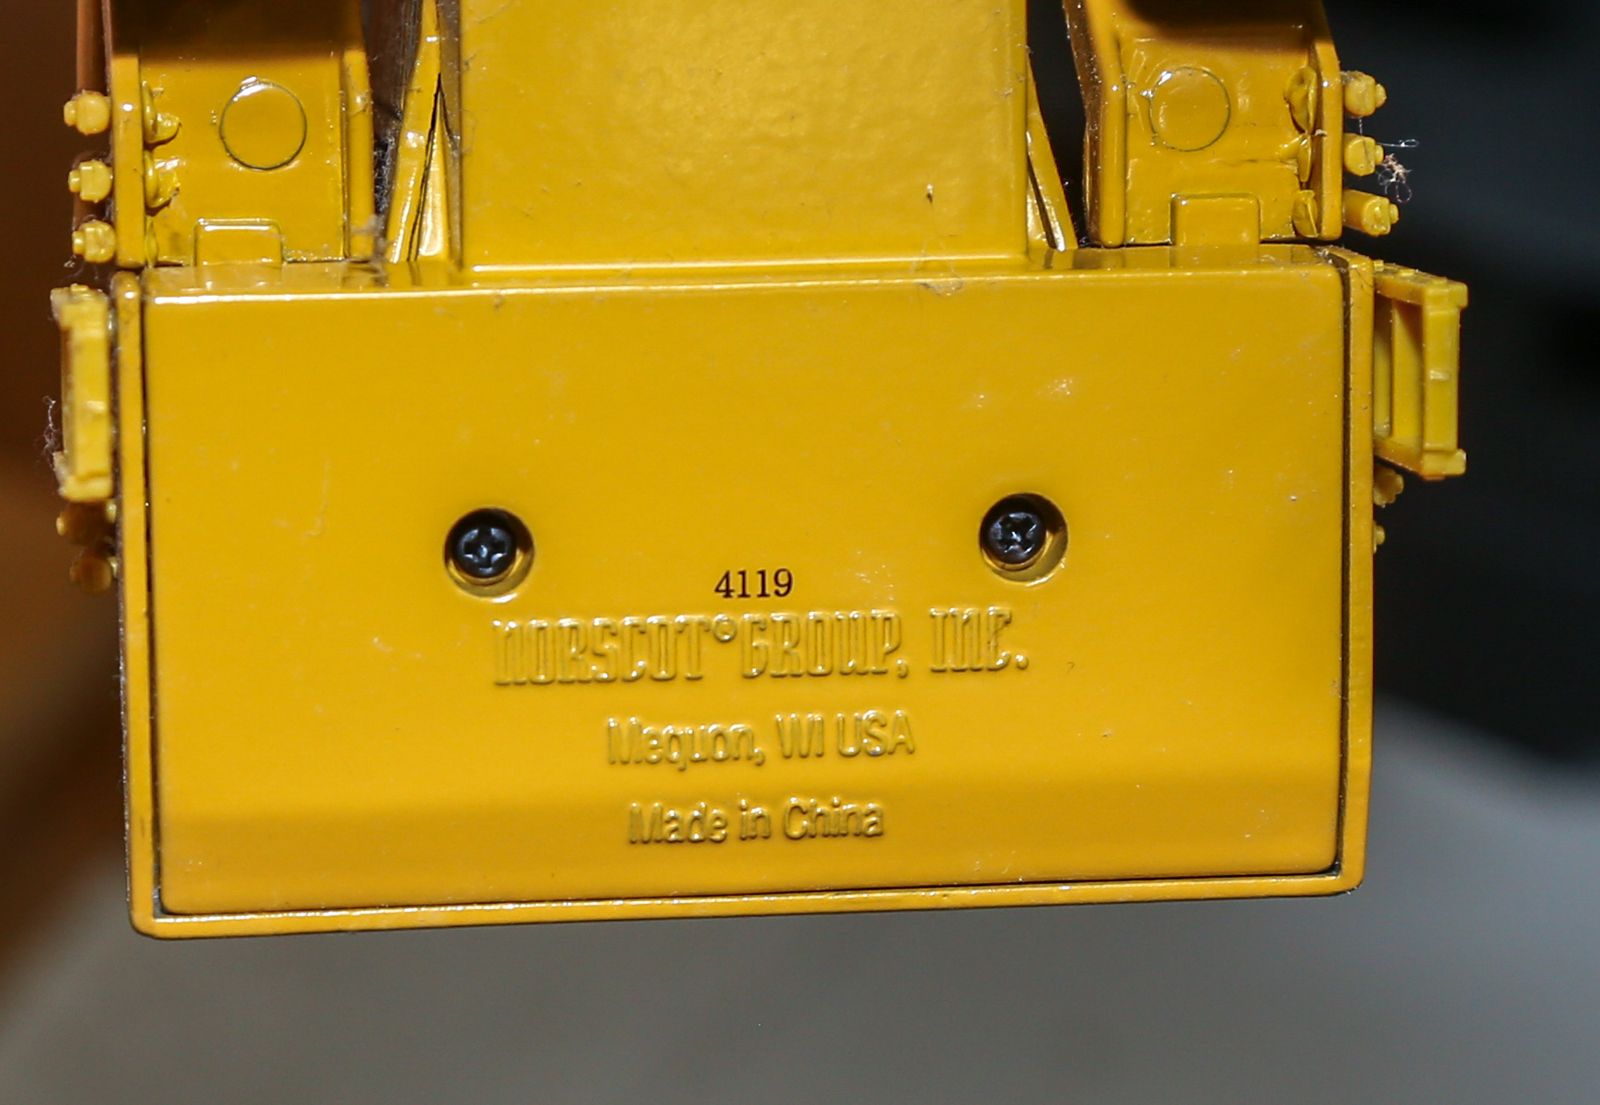 4119
NORSCOT® GROUP, INC.
Mequon, WI USA
Made in China